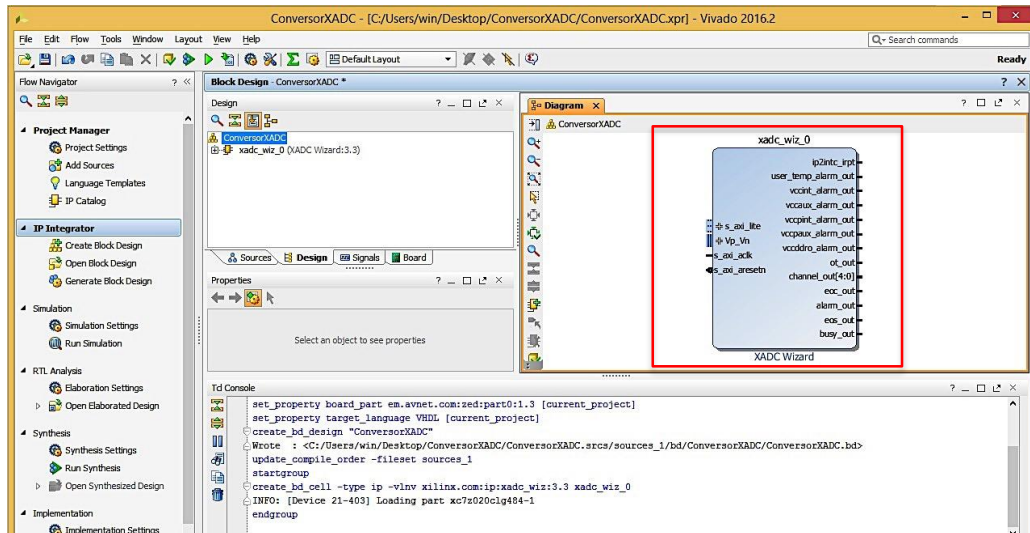 ConversorXADC - [C:/Users/win/Desktop/ConversorXADC/ConversorXADC.xpr] - Vivado 2016.2
File Edit Flow Tools Window Layout View Help
Search commands
Default Layout
Ready
Flow Navigator
Project Manager
Project Settings
Add Sources
Language Templates
IP Catalog
IP Integrator
Create Block Design
Open Block Design
Generate Block Design
Simulation
Simulation Settings
Run Simulation
RTL Analysis
Elaboration Settings
Open Elaborated Design
Synthesis
Synthesis Settings
Run Synthesis
Open Synthesized Design
Implementation
Implementation Settings
Block Design - ConversorXADC *
Design
ConversorXADC
xadc_wiz_0 (XADC Wizard:3.3)
Sources Design Signals Board
Properties
Select an object to see properties
Diagram
ConversorXADC
xadc_wiz_0
ip2intc_irpt
user_temp_alarm_out
vccint_alarm_out
vccaux_alarm_out
vccpint_alarm_out
vccpaux_alarm_out
vccddro_alarm_out
ot_out
channel_out[4:0]
eoc_out
alarm_out
eos_out
busy_out
s_axi_lite
Vp_Vn
s_axi_aclk
s_axi_aresetn
XADC Wizard
Tcl Console
set_property board_part em.avnet.com:zed:part0:1.3 [current_project]
set_property target_language VHDL [current_project]
create_bd_design "ConversorXADC"
Wrote : <C:/Users/win/Desktop/ConversorXADC/ConversorXADC.srcs/sources_1/bd/ConversorXADC/ConversorXADC.bd>
update_compile_order -fileset sources_1
startgroup
create_bd_cell -type ip -vlnv xilinx.com:ip:xadc_wiz:3.3 xadc_wiz_0
INFO: [Device 21-403] Loading part xc7z020clg484-1
endgroup